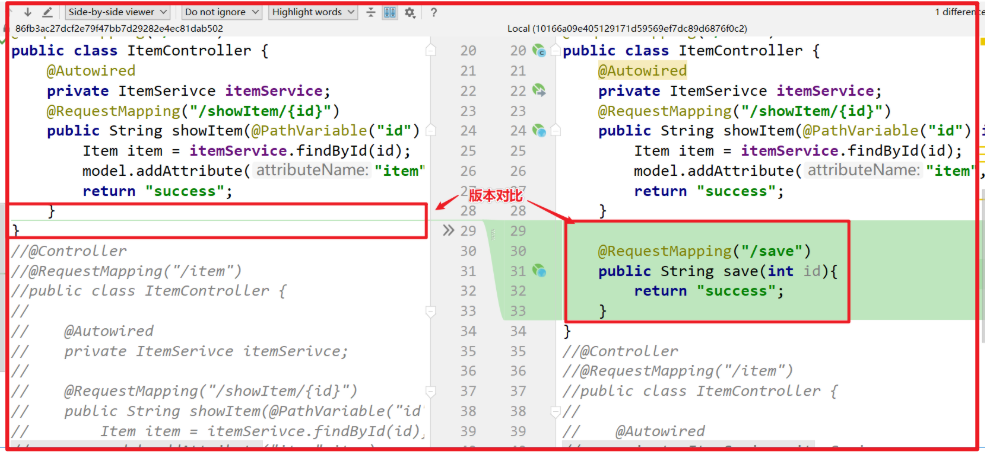 Side-by-side viewer Do not ignore Highlight words ? 1 difference
86fb3ac27dcf2e79f47bb7d29282e4ec81dab502 Local (10166a09e405129171d59569ef7dc89d6876f0c2)
public class ItemController { 20 20 public class ItemController {
@Autowired 21 21 @Autowired
private ItemSerivce itemService; 22 22 private ItemSerivce itemService;
@RequestMapping("/showItem/{id}") 23 23 @RequestMapping("/showItem/{id}")
public String showItem(@PathVariable("id") 24 24 public String showItem(@PathVariable("id") i
Item item = itemService.findById(id); 25 25 Item item = itemService.findById(id);
model.addAttribute( attributeName: "item" 26 26 model.addAttribute( attributeName: "item",
return "success"; 27 27 return "success";
版本对比
} 28 28 }
} 29 29
//@Controller 30 30 @RequestMapping("/save")
//@RequestMapping("/item") 31 31 public String save(int id){
//public class ItemController { 32 32 return "success";
// 33 33 }
// @Autowired 34 34 }
// private ItemSerivce itemSerivce; 35 35 //@Controller
// 36 36 //@RequestMapping("/item")
// @RequestMapping("/showItem/{id}") 37 37 //public class ItemController {
// public String showItem(@PathVariable("id 38 38 //
// Item item = itemSerivce.findById(id) 39 39 // @Autowired